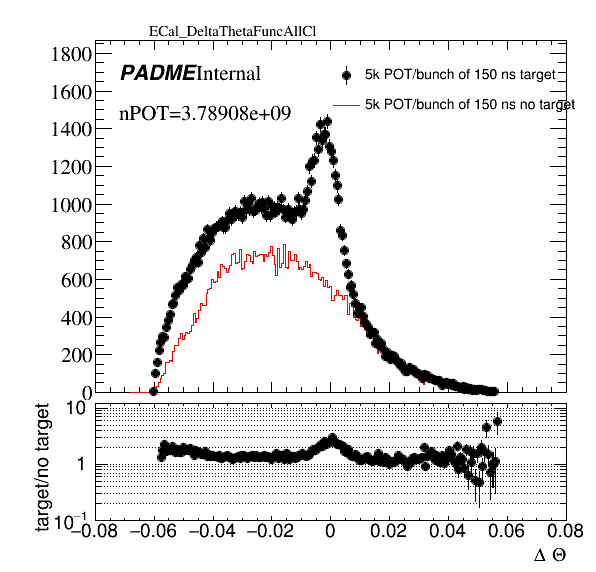 ECal_DeltaThetaFuncAllCl
PADME Internal
nPOT=3.78908e+09
5k POT/bunch of 150 ns target
5k POT/bunch of 150 ns no target
1800
1600
1400
1200
1000
800
600
400
200
0
target/no target
10
1
10⁻¹
−0.08 −0.06 −0.04 −0.02 0 0.02 0.04 0.06 0.08
Δ Θ